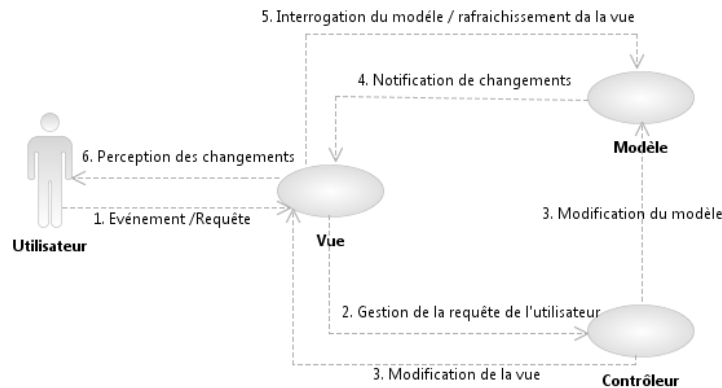 5. Interrogation du modéle / rafraichissement da la vue
4. Notification de changements
Modèle
6. Perception des changements
1. Evénement /Requête
Utilisateur
Vue
3. Modification du modèle
2. Gestion de la requête de l'utilisateur
3. Modification de la vue
Contrôleur